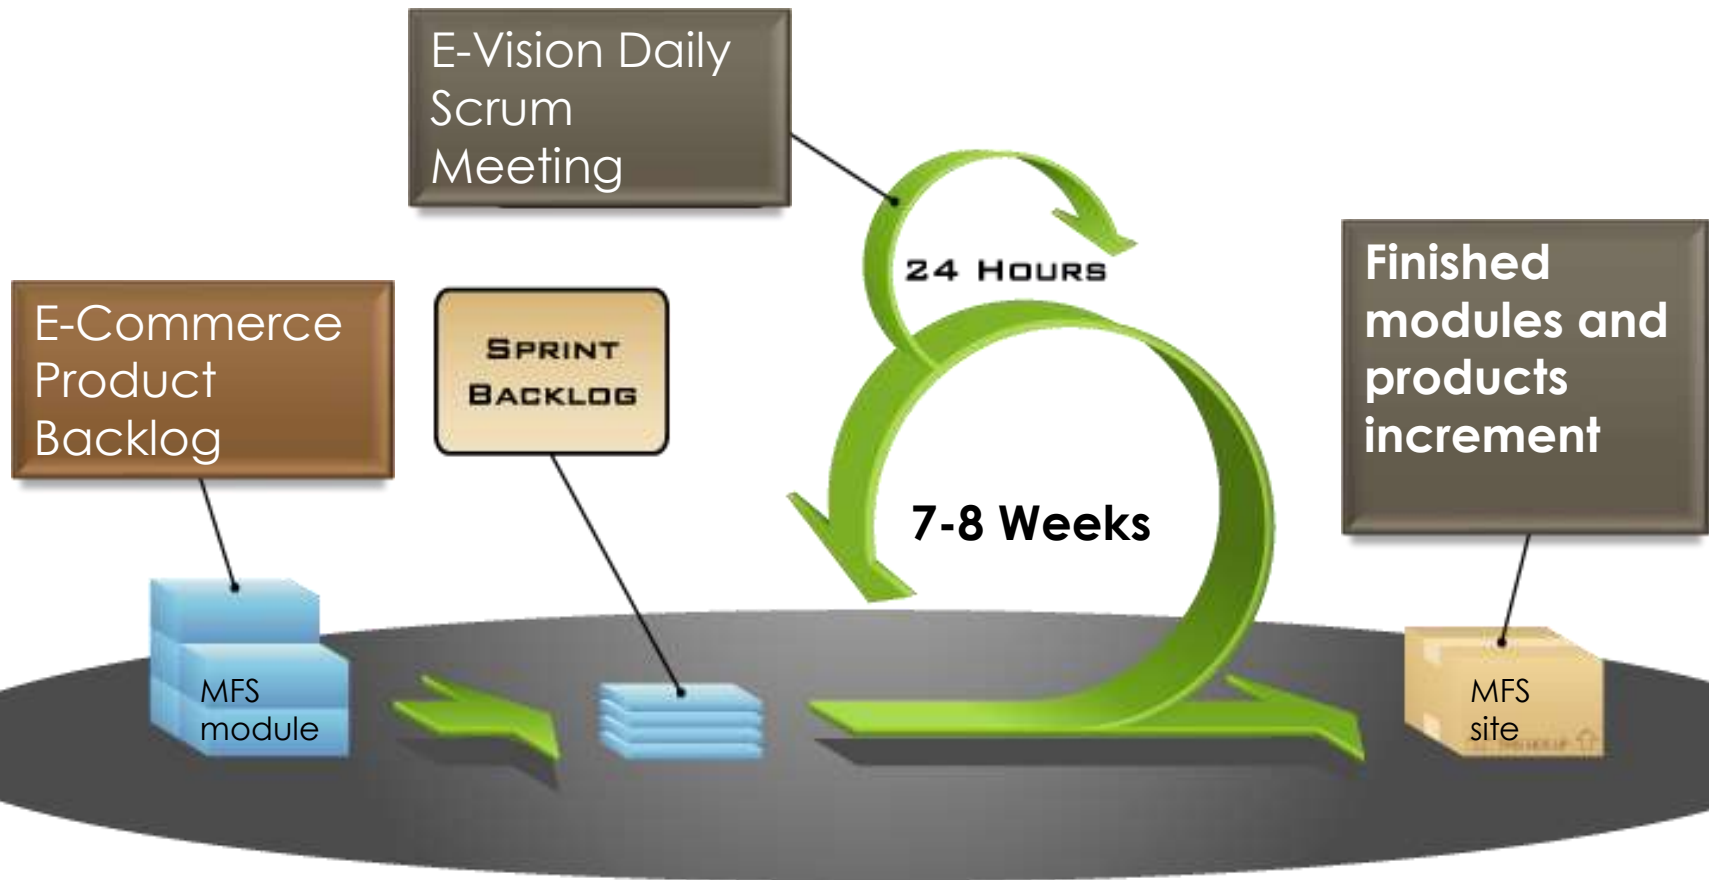 E-Vision Daily
Scrum
Meeting
24 HOURS
E-Commerce
Product
Backlog
SPRINT
BACKLOG
Finished
modules and
products
increment
7-8 Weeks
MFS
module
MFS
site